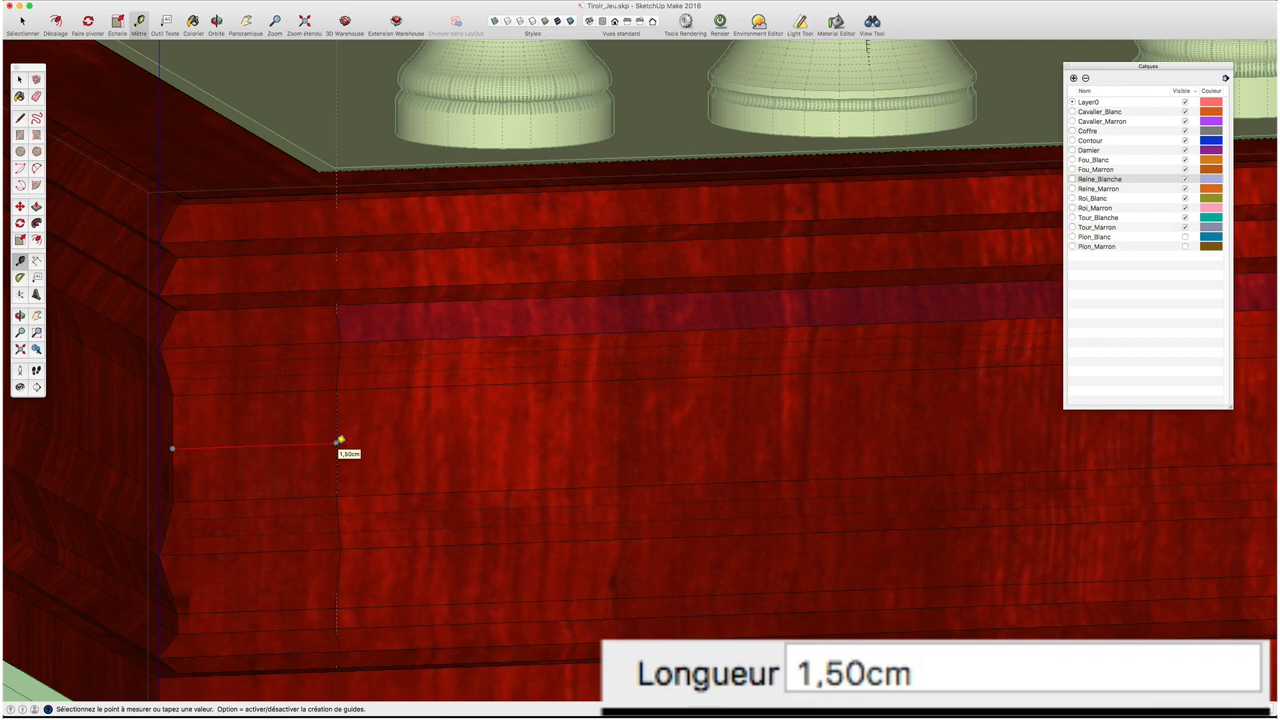 Tiroir_Jeu.skp - SketchUp Make 2016
Sélectionner Décalage Faire pivoter Échelle Mètre Outil Texte Colorier Orbite Panoramique Zoom Zoom étendu 3D Warehouse Extension Warehouse Envoyer dans LayOut Styles Vues standard Tools Rendering Render Environment Editor Light Tool Material Editor View Tool
Calques
Nom Visible Couleur
Layer0
Cavalier_Blanc
Cavalier_Marron
Coffre
Contour
Damier
Fou_Blanc
Fou_Marron
Reine_Blanche
Reine_Marron
Roi_Blanc
Roi_Marron
Tour_Blanche
Tour_Marron
Pion_Blanc
Pion_Marron
1,50cm
Longueur 1,50cm
Sélectionnez le point à mesurer ou tapez une valeur. Option = activer/désactiver la création de guides.